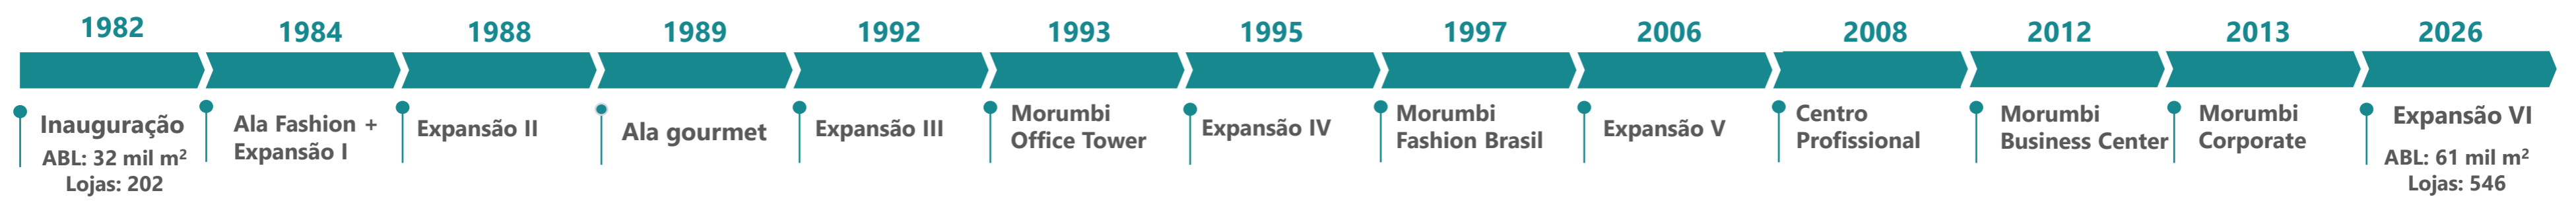 1982
1984
1988
1989
1992
1993
1995
1997
2006
2008
2012
2013
2026
Inauguração
ABL: 32 mil m²
Lojas: 202
Ala Fashion +
Expansão I
Expansão II
Ala gourmet
Expansão III
Morumbi
Office Tower
Expansão IV
Morumbi
Fashion Brasil
Expansão V
Centro
Profissional
Morumbi
Business Center
Morumbi
Corporate
Expansão VI
ABL: 61 mil m²
Lojas: 546